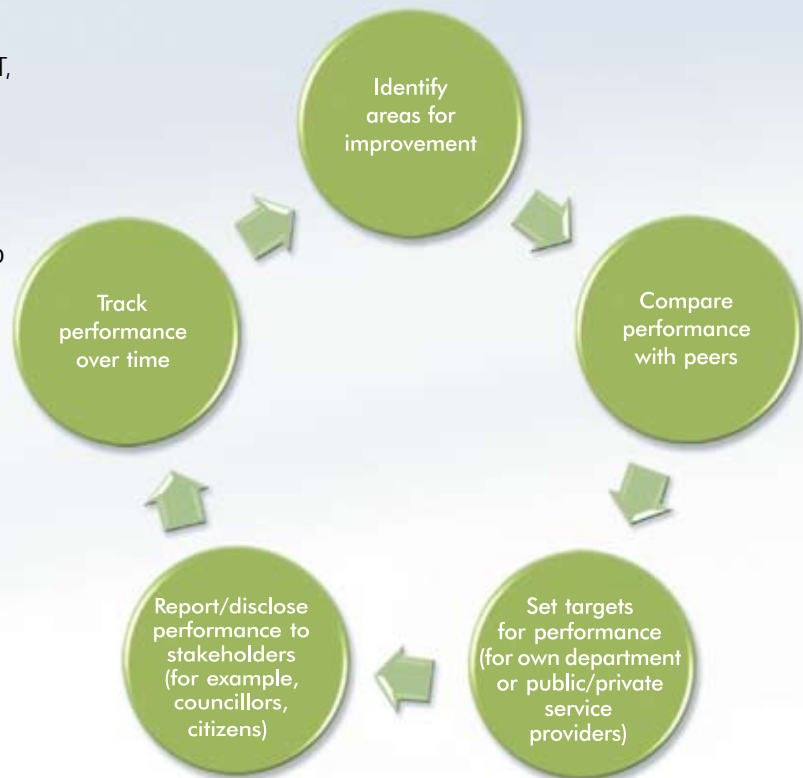 T,
Identify
areas for
improvement
Compare
performance
with peers
Set targets
for performance
(for own department
or public/private
service
providers)
Report/disclose
performance to
stakeholders
(for example,
councillors,
citizens)
Track
performance
over time